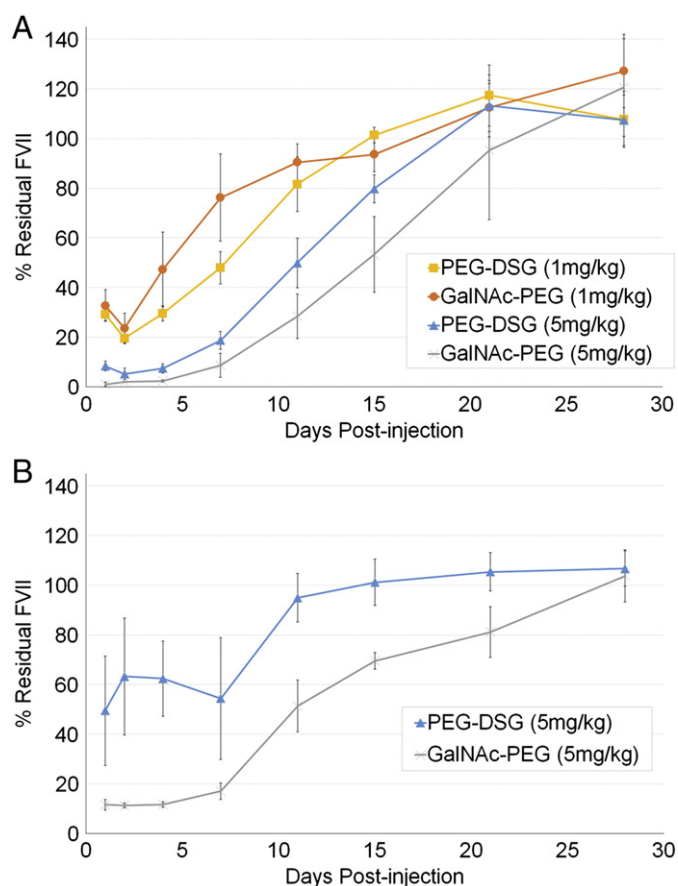 A
140
120
100
80
60
40
20
0
% Residual FVII
PEG-DSG (1mg/kg)
GalNAc-PEG (1mg/kg)
PEG-DSG (5mg/kg)
GalNAc-PEG (5mg/kg)
0 5 10 15 20 25 30
Days Post-injection
B
140
120
100
80
60
40
20
0
% Residual FVII
PEG-DSG (5mg/kg)
GalNAc-PEG (5mg/kg)
0 5 10 15 20 25 30
Days Post-injection